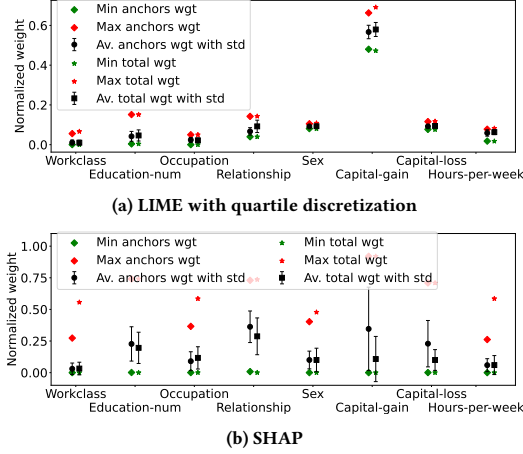 Min anchors wgt
Max anchors wgt
Av. anchors wgt with std
Min total wgt
Max total wgt
Av. total wgt with std
Normalized weight
0.6
0.4
0.2
0.0
Workclass Occupation Sex Capital-loss
Education-num Relationship Capital-gain Hours-per-week
(a) LIME with quartile discretization
Min anchors wgt Min total wgt
Max anchors wgt Max total wgt
Av. anchors wgt with std Av. total wgt with std
Normalized weight
1.00
0.75
0.50
0.25
0.00
Workclass Occupation Sex Capital-loss
Education-num Relationship Capital-gain Hours-per-week
(b) SHAP